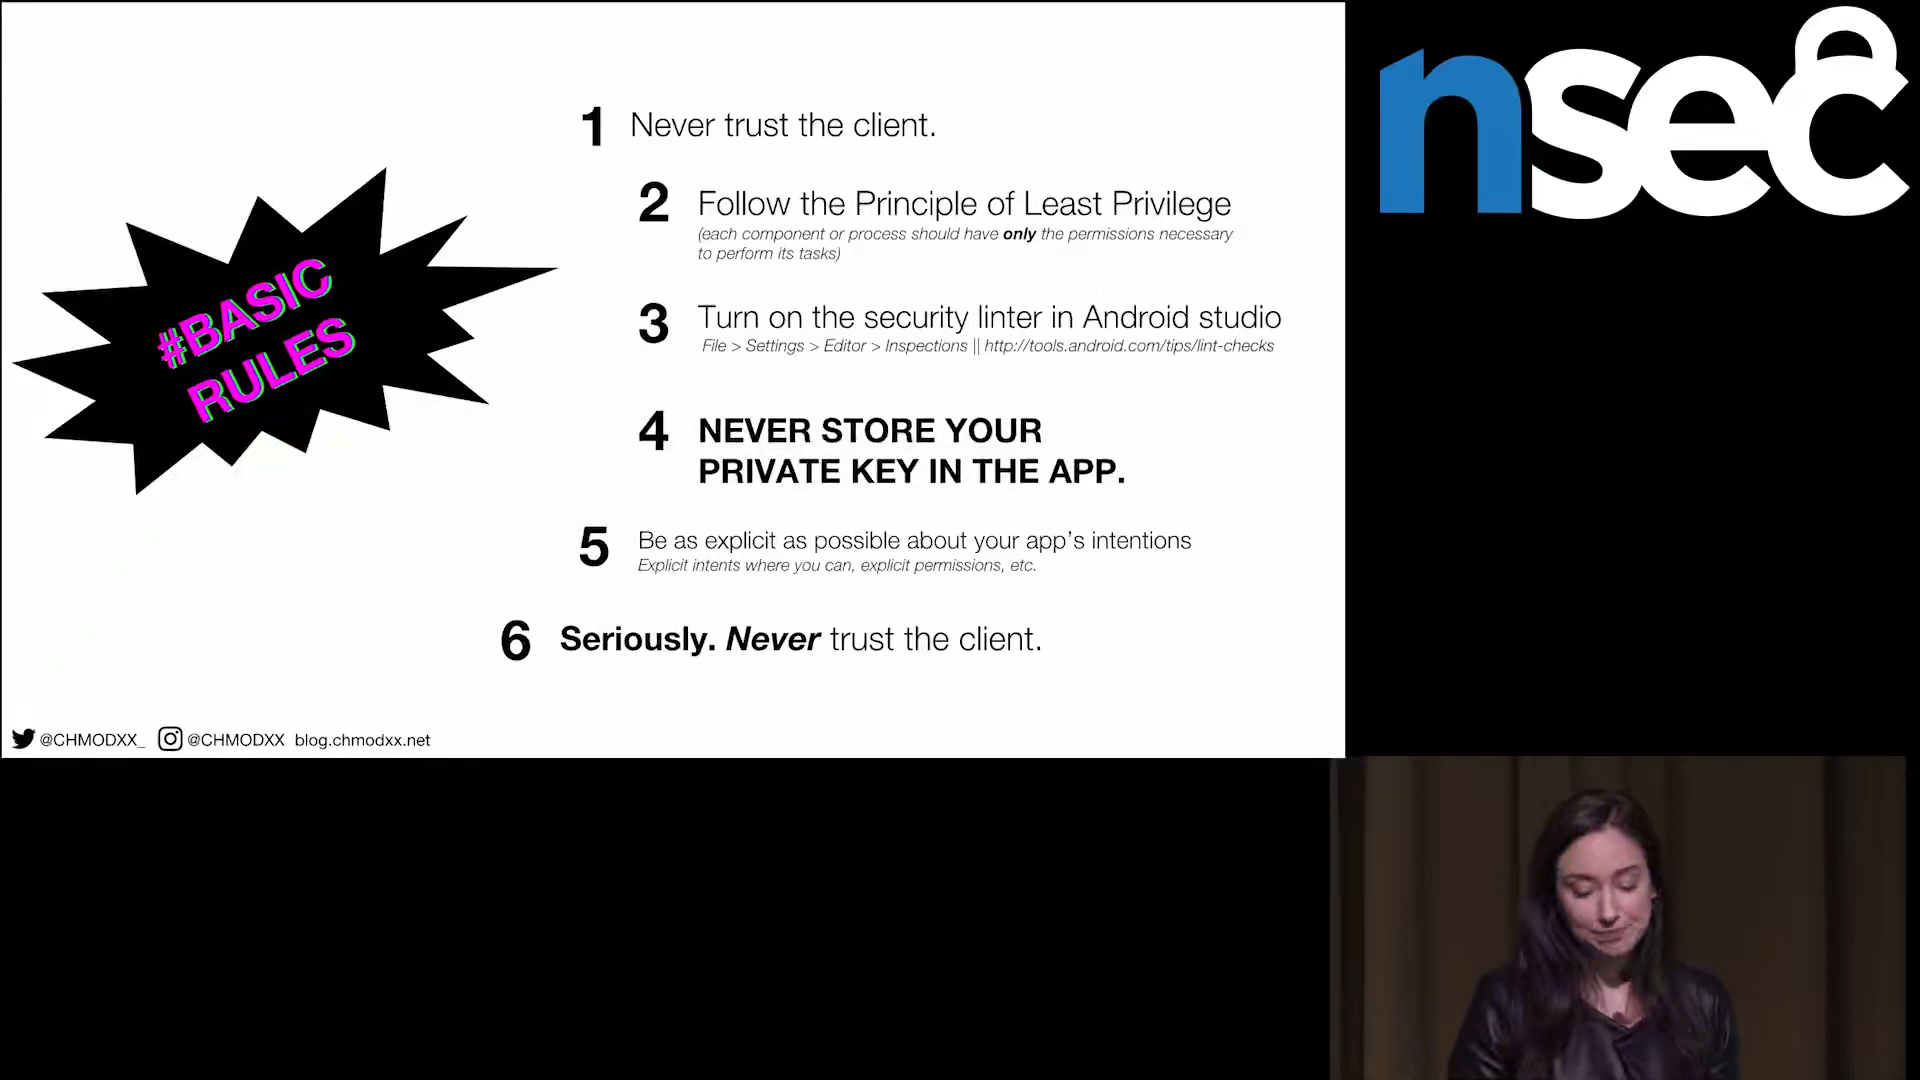 nsec
#BASIC
RULES
1 Never trust the client.
2 Follow the Principle of Least Privilege
(each component or process should have only the permissions necessary
to perform its tasks)
3 Turn on the security linter in Android studio
File > Settings > Editor > Inspections || http://tools.android.com/tips/lint-checks
4 NEVER STORE YOUR
PRIVATE KEY IN THE APP.
5 Be as explicit as possible about your app's intentions
Explicit intents where you can, explicit permissions, etc.
6 Seriously. Never trust the client.
@CHMODXX_ @CHMODXX blog.chmodxx.net